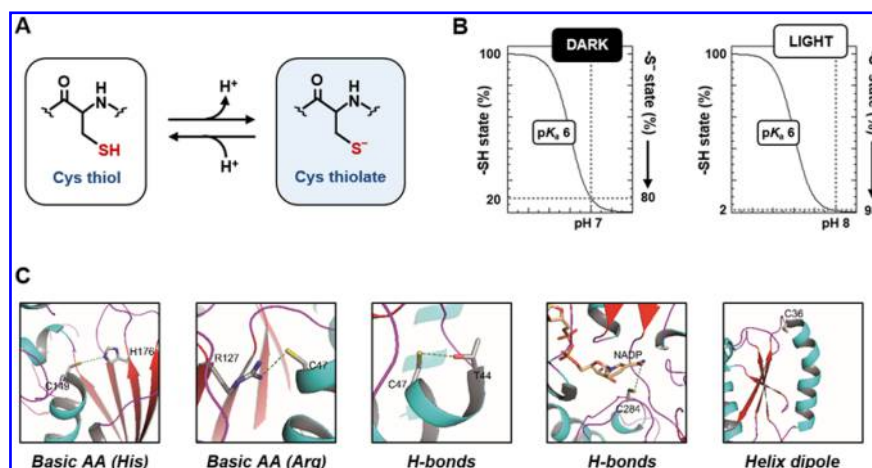 A
O
H
N
SH
Cys thiol
H⁺
H⁺
O
H
N
S⁻
Cys thiolate
B
DARK
100
-SH state (%)
pKa 6
20
pH 7
80
-S⁻ state (%)
LIGHT
100
-SH state (%)
pKa 6
2
pH 8
C
C149
H176
Basic AA (His)
R127
C47
Basic AA (Arg)
C47
T44
H-bonds
NADP
C284
H-bonds
C36
Helix dipole